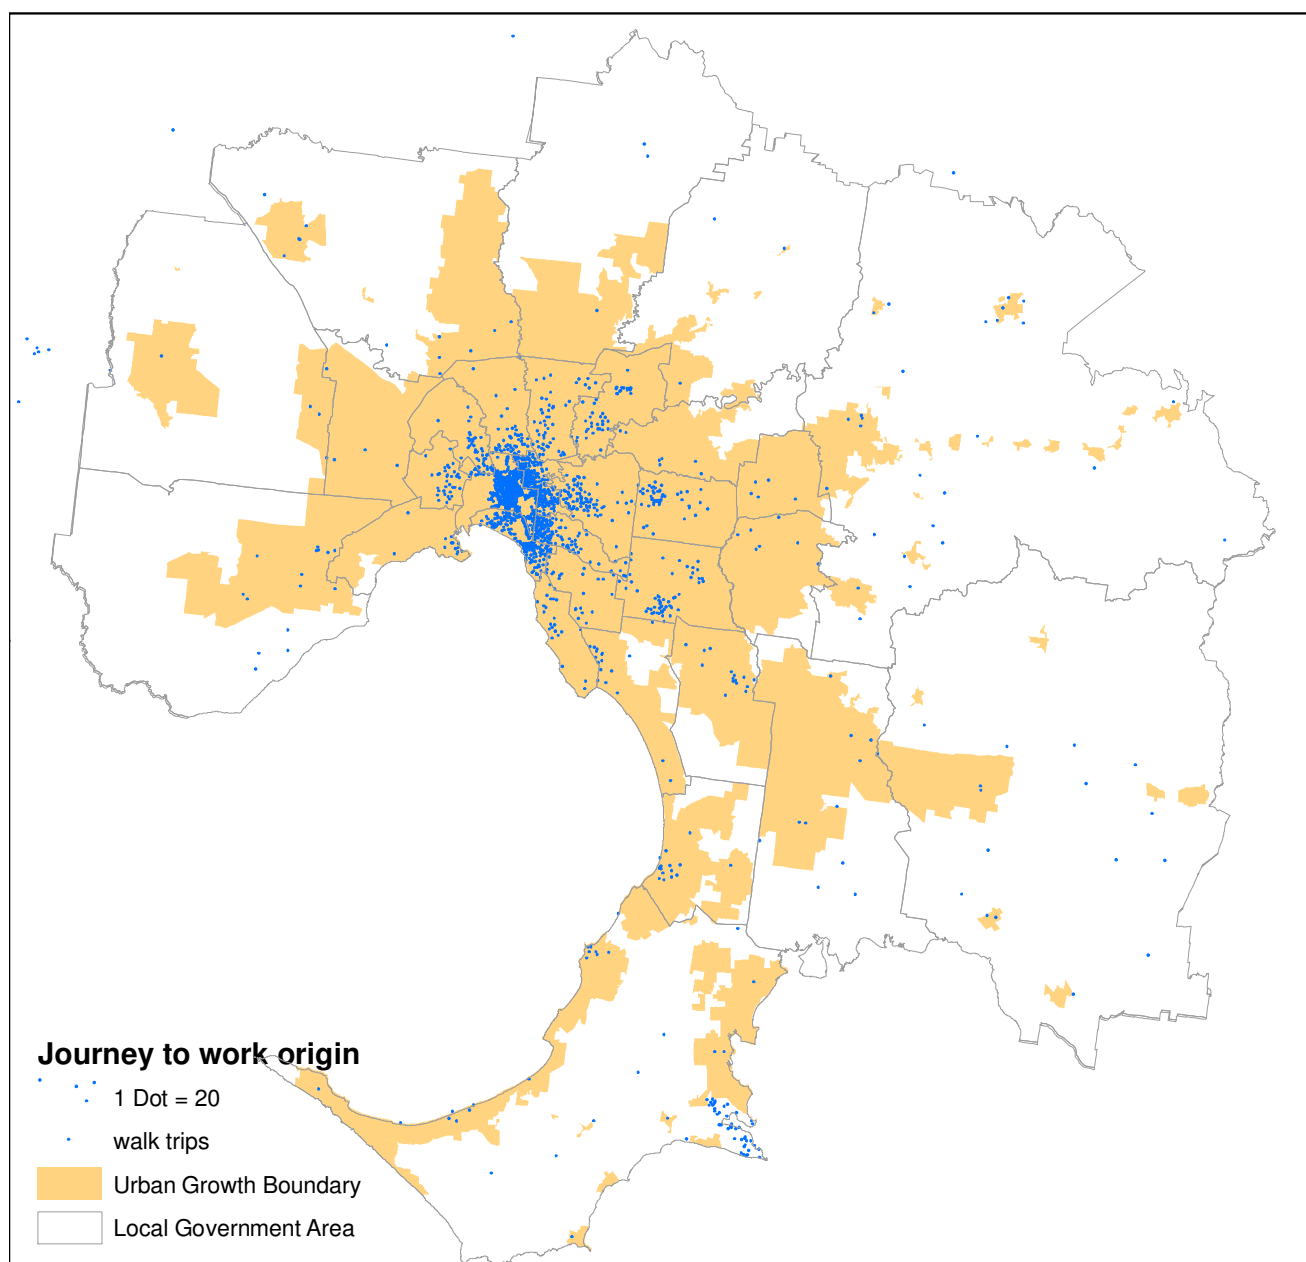 Journey to work origin
1 Dot = 20
walk trips
Urban Growth Boundary
Local Government Area